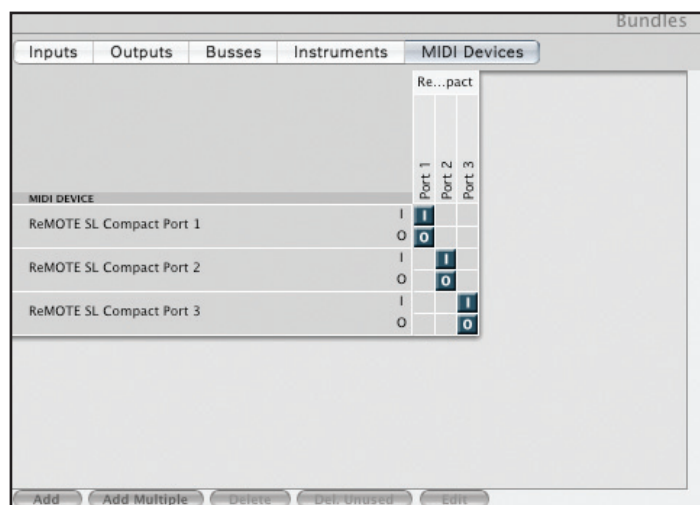 Bundles
Inputs Outputs Busses Instruments MIDI Devices
Re...pact
Port 1 Port 2 Port 3
MIDI DEVICE
ReMOTE SL Compact Port 1 I I
O O
ReMOTE SL Compact Port 2 I I
O O
ReMOTE SL Compact Port 3 I I
O O
Add Add Multiple Delete Del. Unused Edit